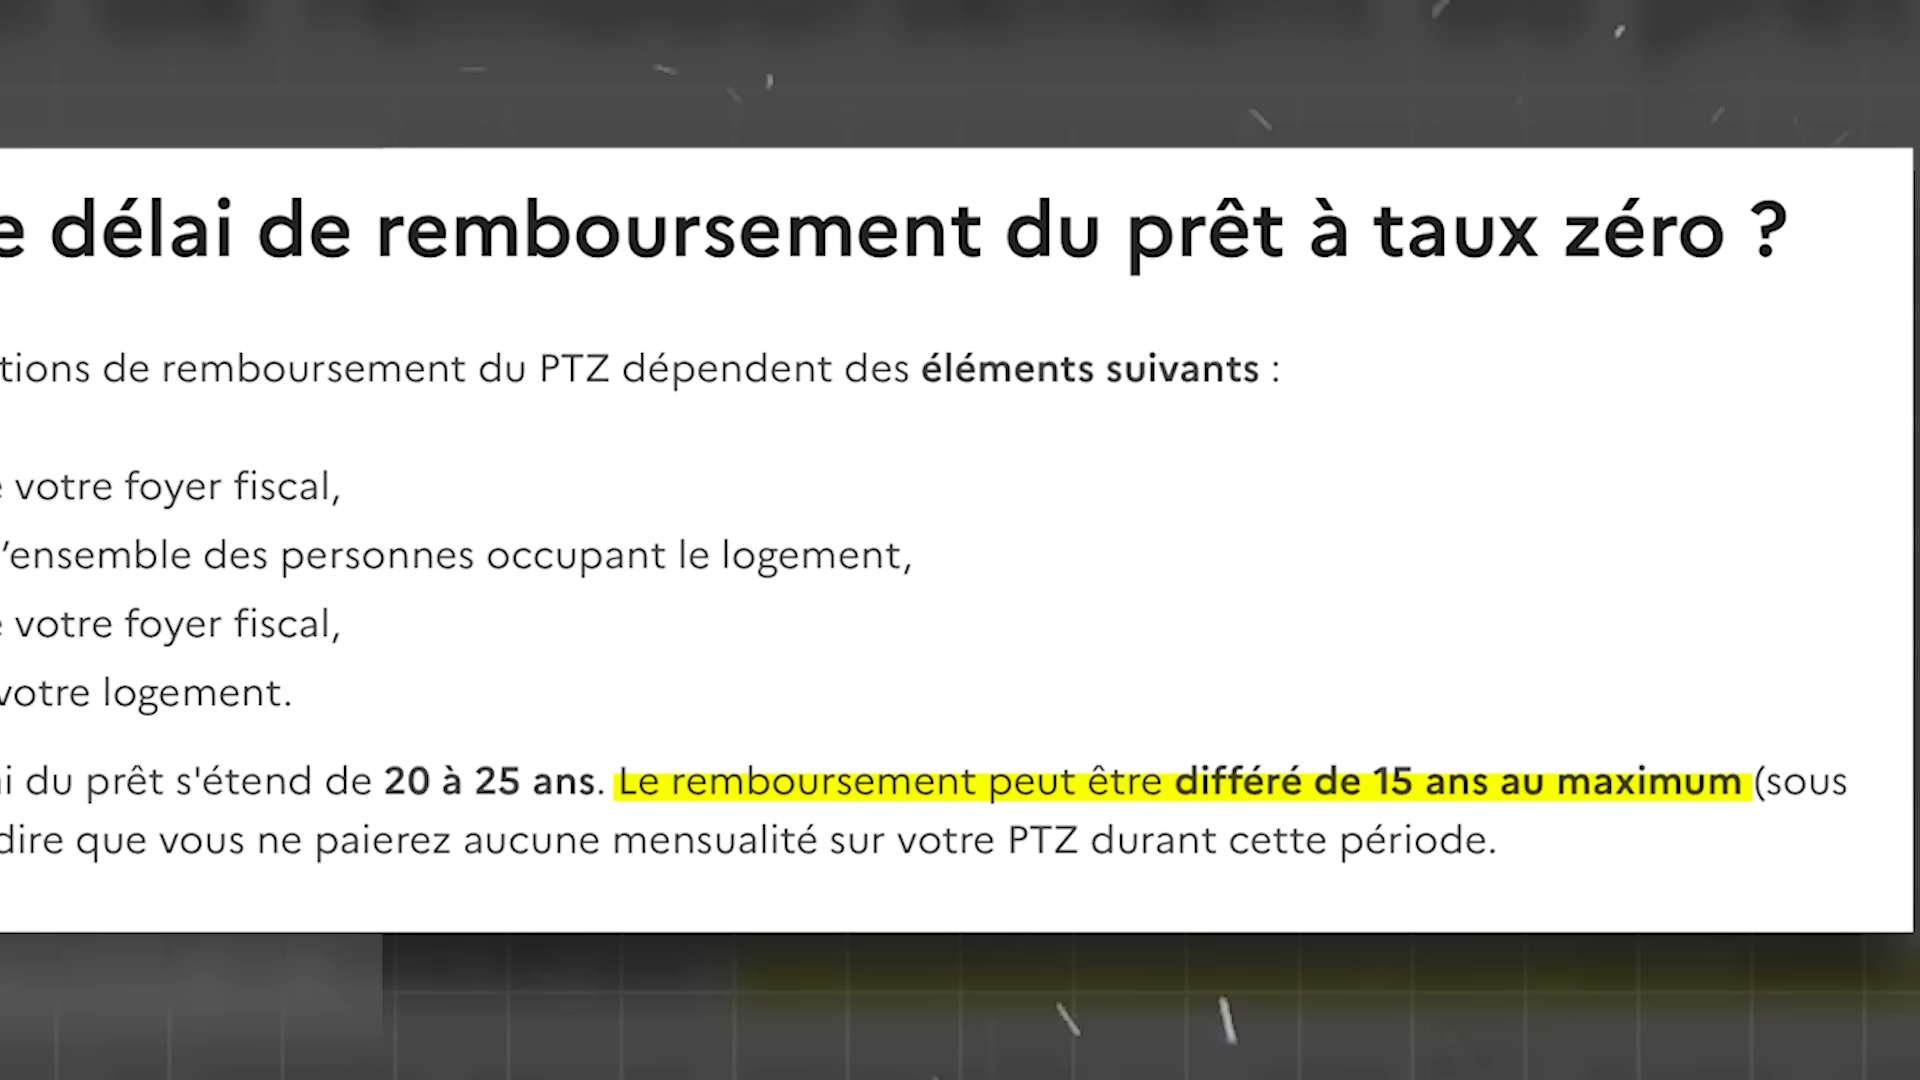 délai de remboursement du prêt à taux zéro ?
de remboursement du PTZ dépendent des éléments suivants :
votre foyer fiscal,
'ensemble des personnes occupant le logement,
votre foyer fiscal,
votre logement.
du prêt s'étend de 20 à 25 ans. Le remboursement peut être différé de 15 ans au maximum (sous
dire que vous ne paierez aucune mensualité sur votre PTZ durant cette période.